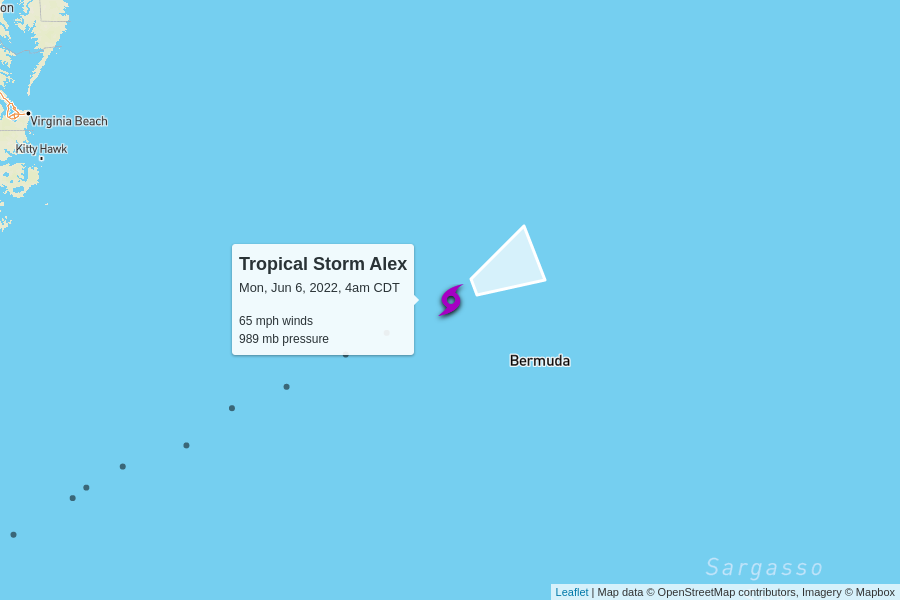 on
Virginia Beach
Kitty Hawk
Tropical Storm Alex
Mon, Jun 6, 2022, 4am CDT
65 mph winds
989 mb pressure
Bermuda
Sargasso
Leaflet | Map data © OpenStreetMap contributors, Imagery © Mapbox